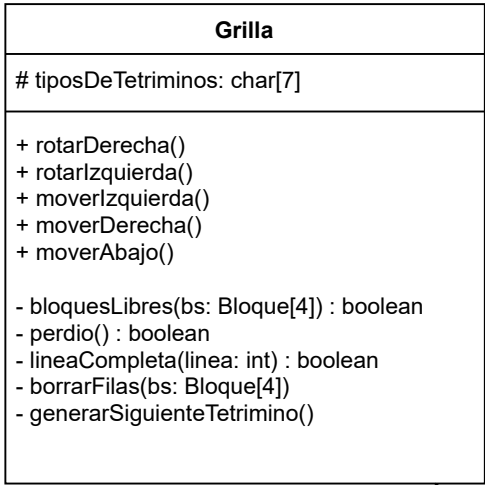 Grilla
# tiposDeTetriminos: char[7]
+ rotarDerecha()
+ rotarIzquierda()
+ moverIzquierda()
+ moverDerecha()
+ moverAbajo()
- bloquesLibres(bs: Bloque[4]) : boolean
- perdio() : boolean
- lineaCompleta(linea: int) : boolean
- borrarFilas(bs: Bloque[4])
- generarSiguienteTetrimino()